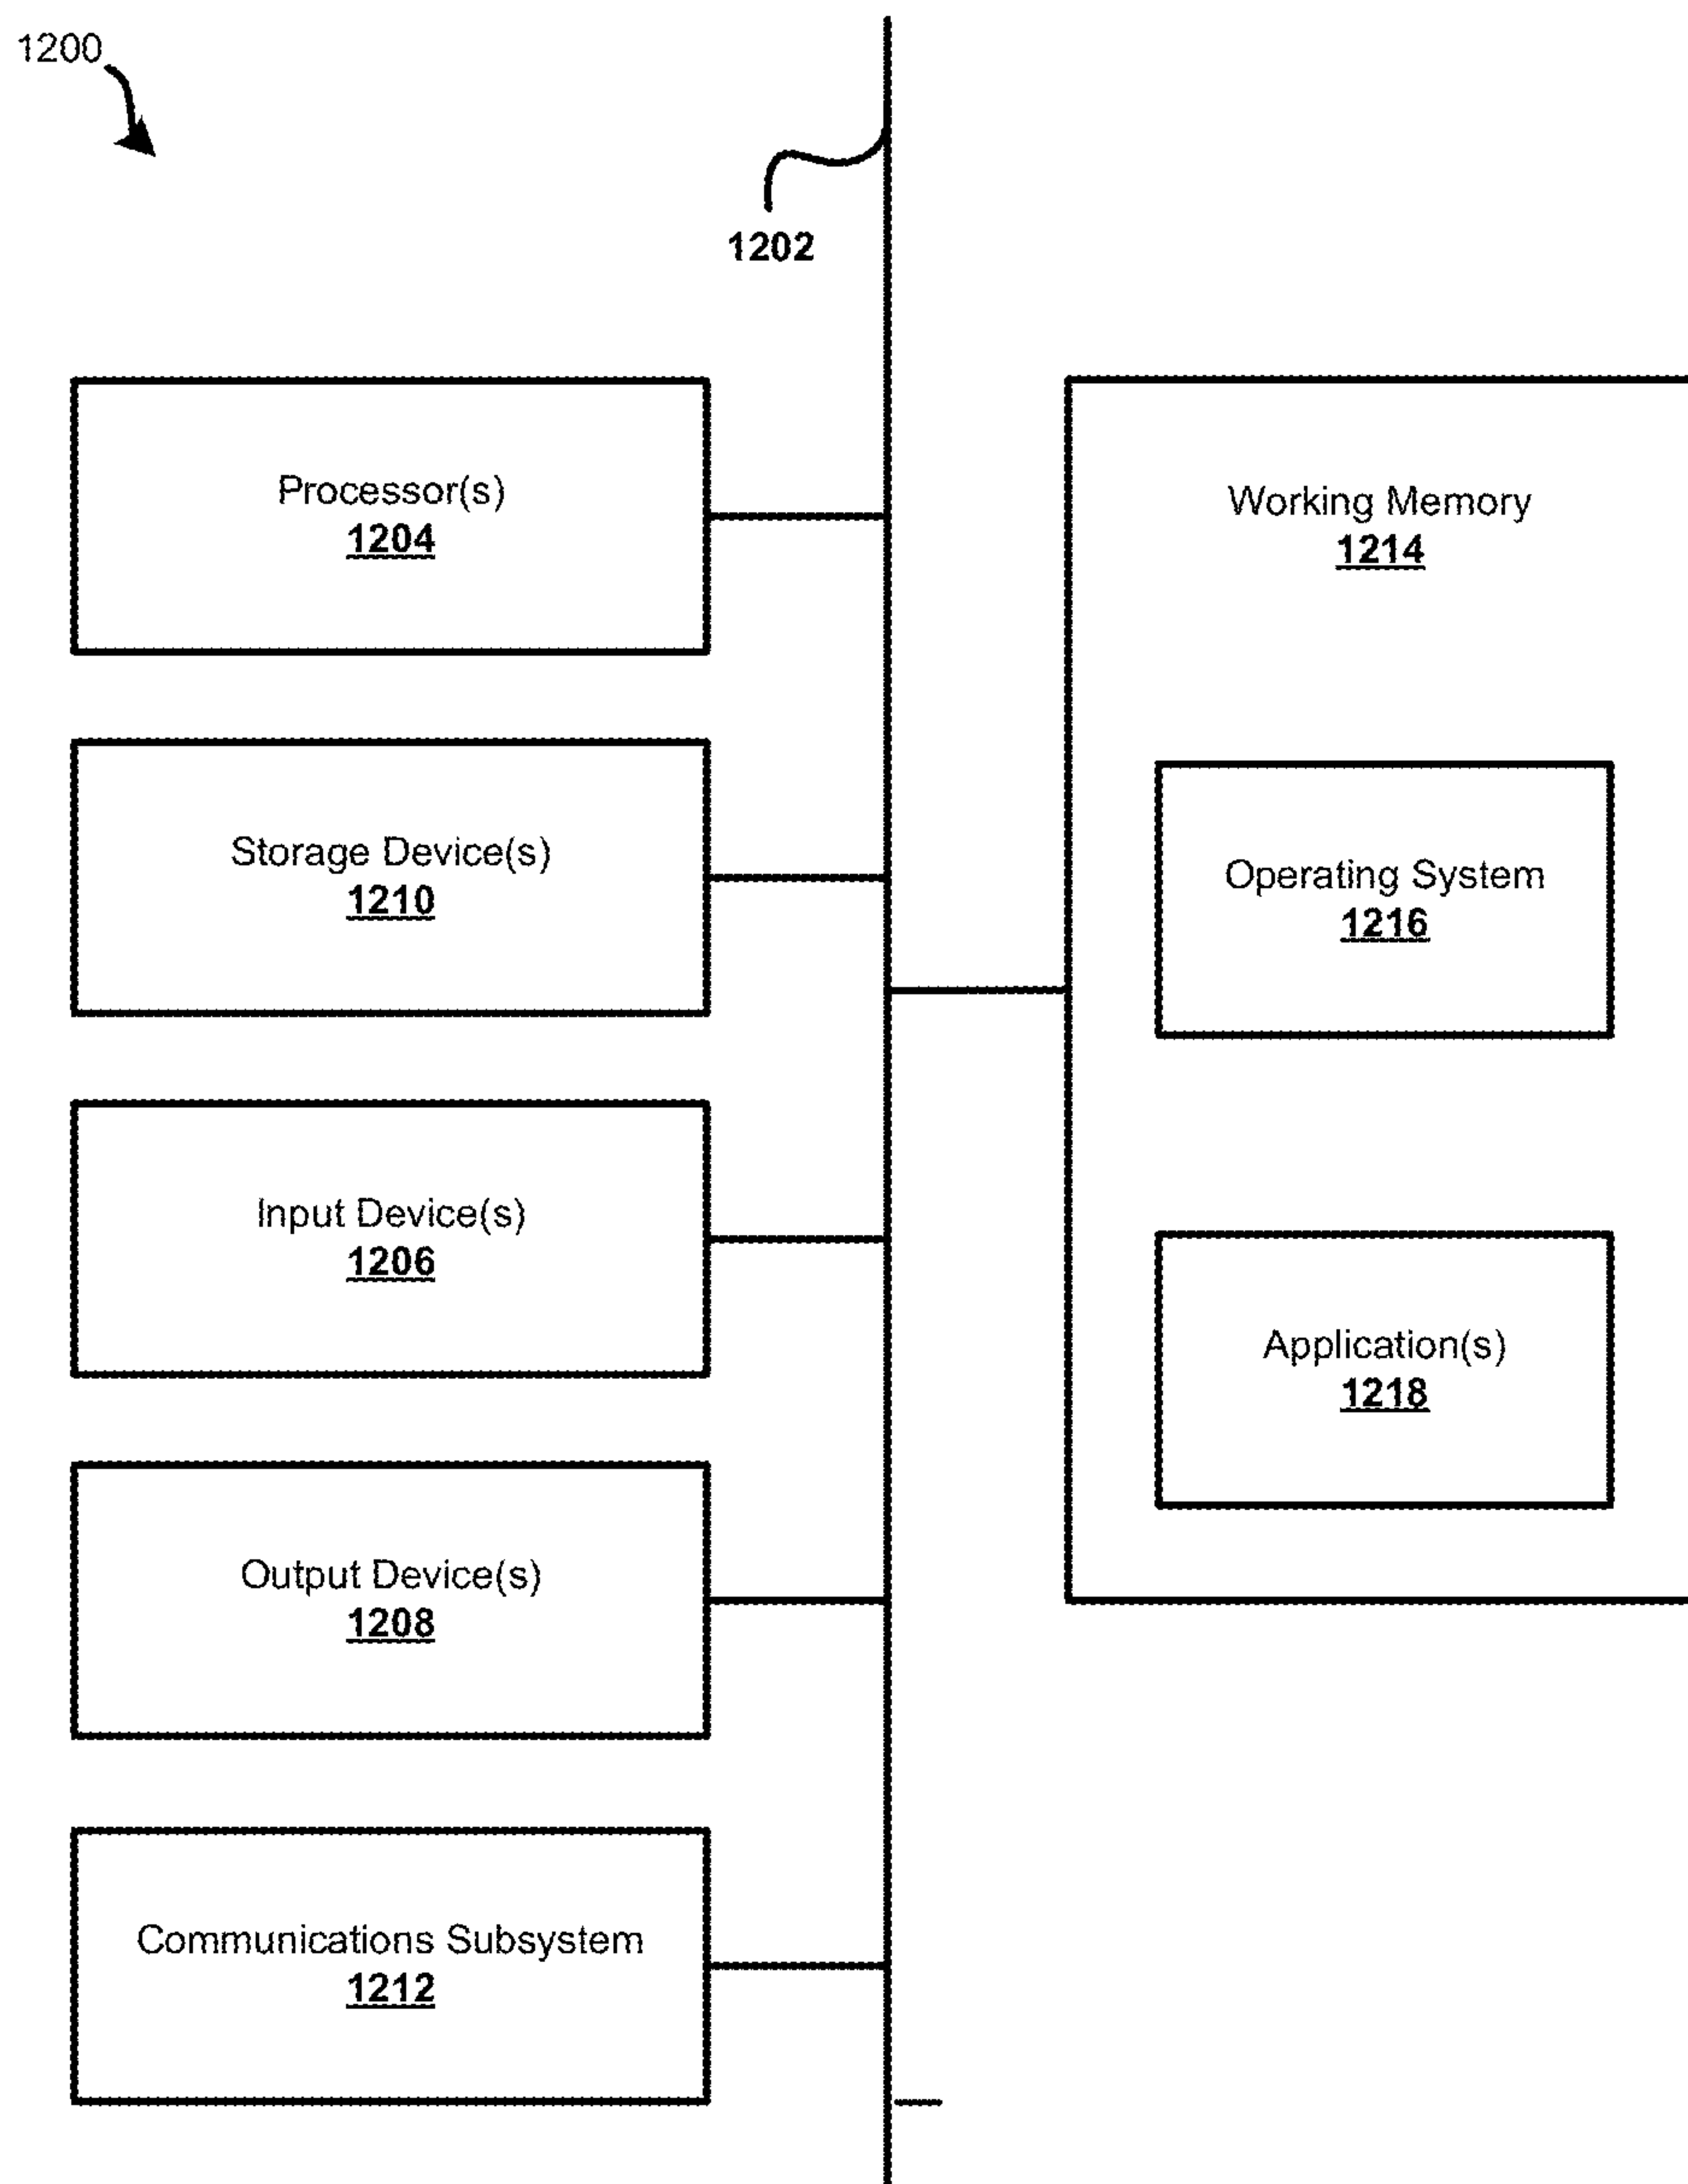 1200
1202
Processor(s)
1204
Storage Device(s)
1210
Input Device(s)
1206
Output Device(s)
1208
Communications Subsystem
1212
Working Memory
1214
Operating System
1216
Application(s)
1218